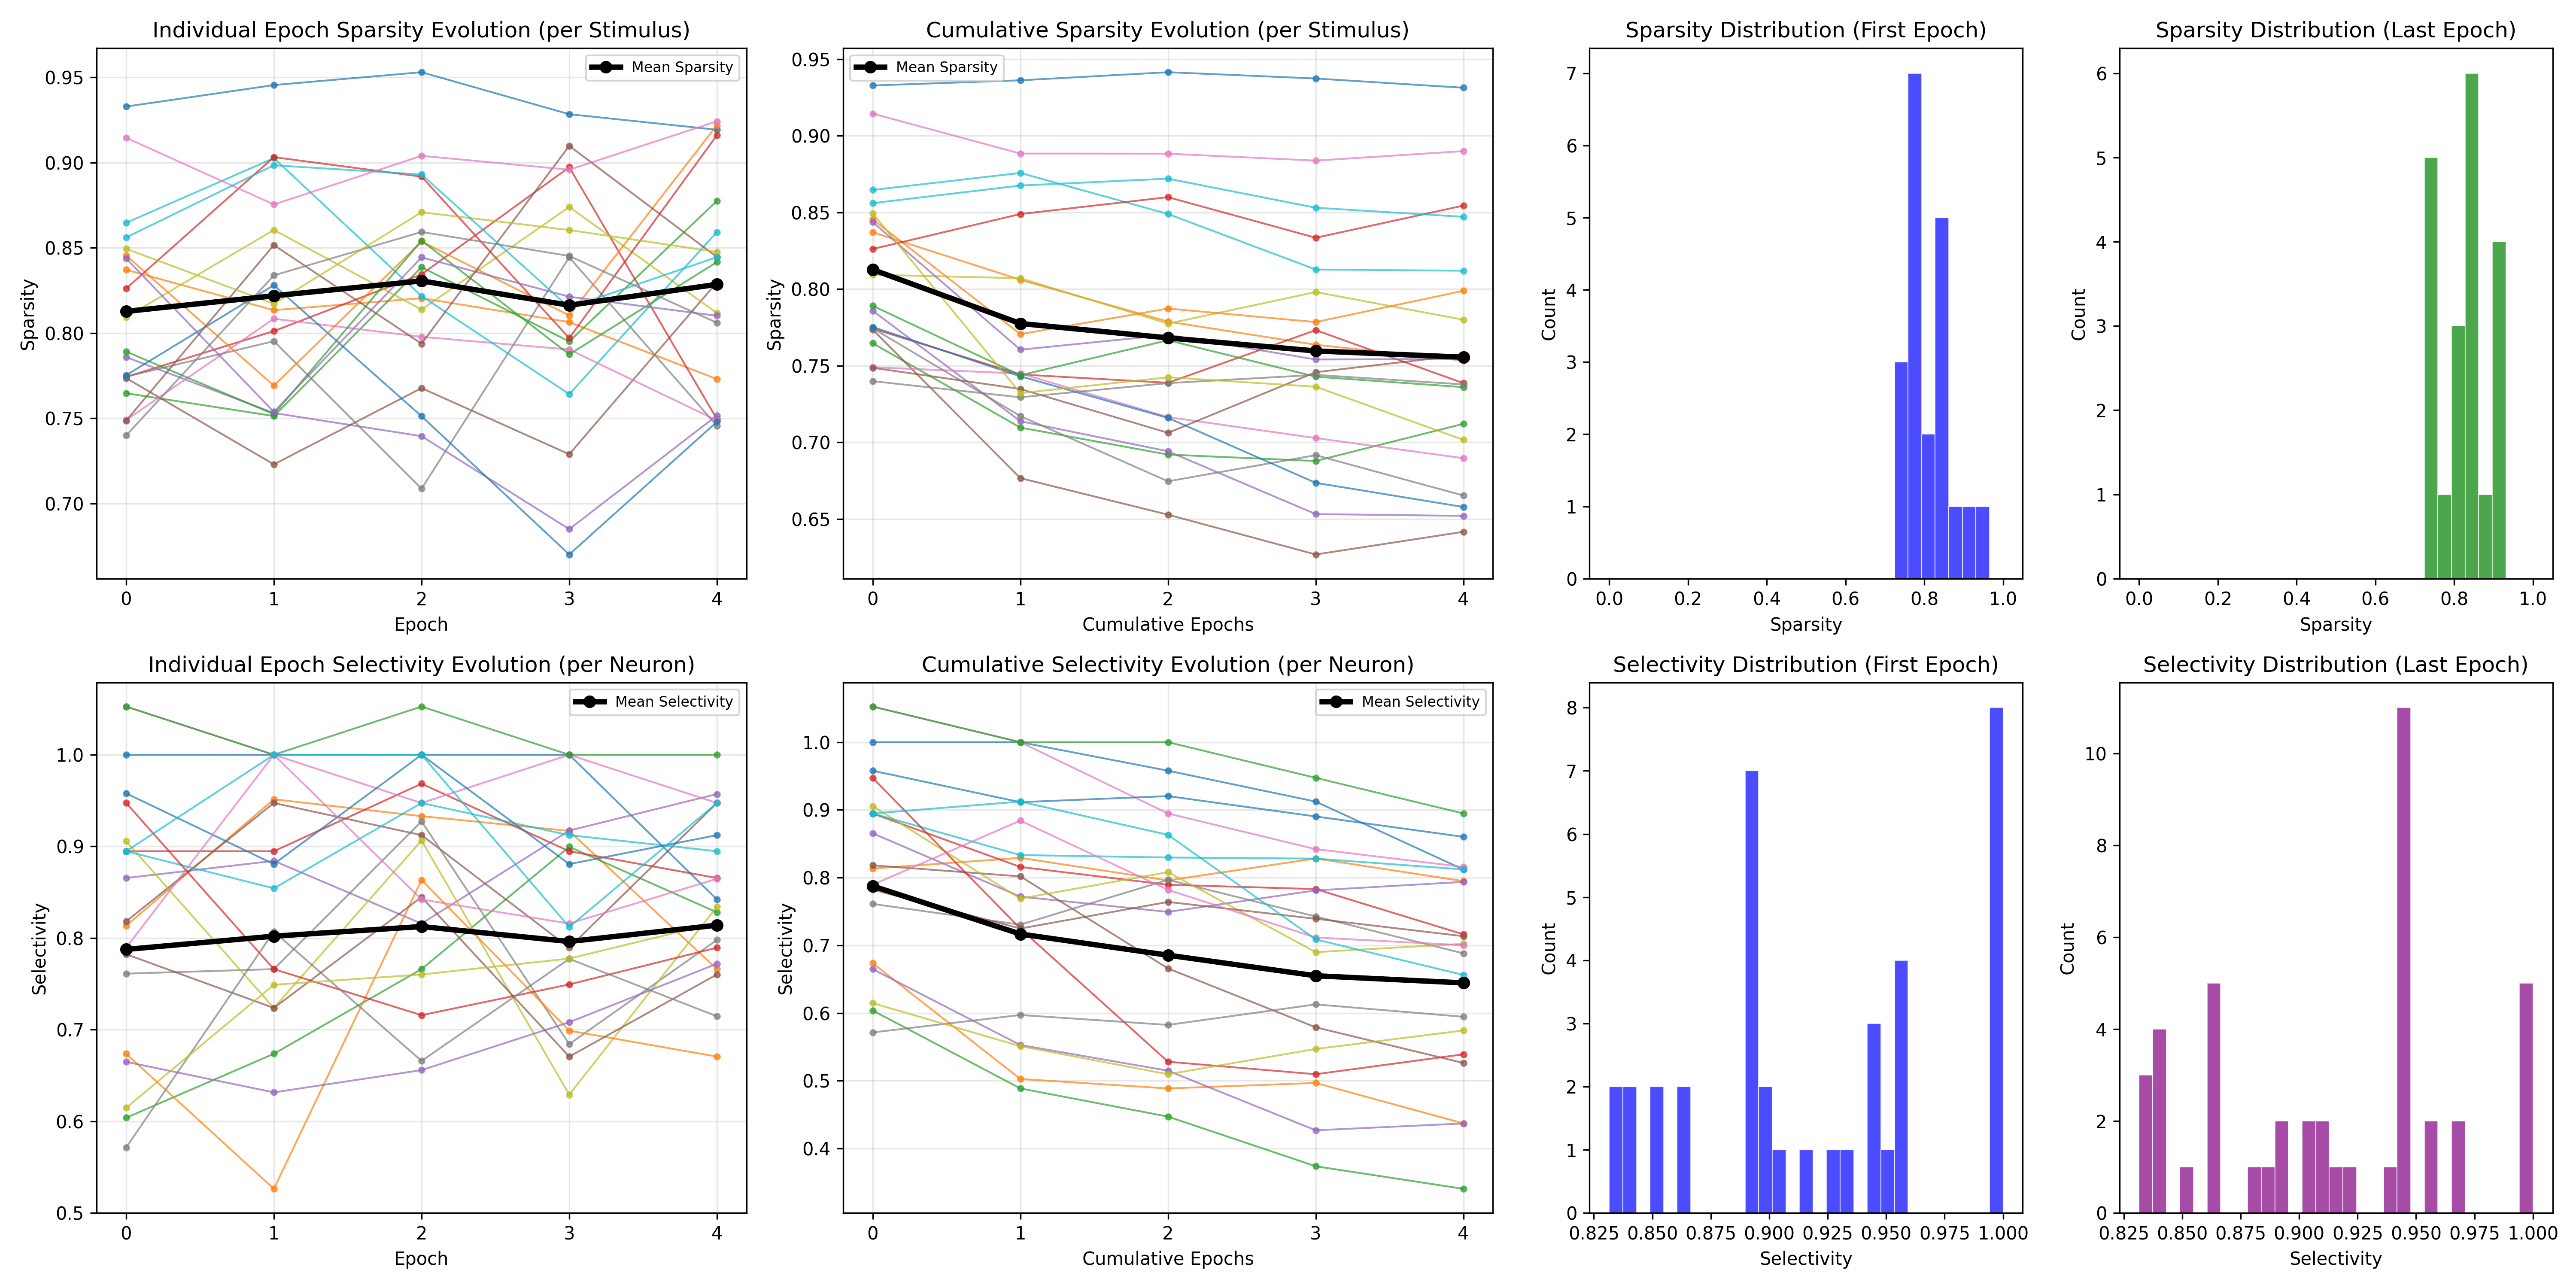 Individual Epoch Sparsity Evolution (per Stimulus)
Mean Sparsity
0.95
0.90
0.85
0.80
0.75
0.70
Sparsity
0 1 2 3 4
Epoch
Cumulative Sparsity Evolution (per Stimulus)
Mean Sparsity
0.95
0.90
0.85
0.80
0.75
0.70
0.65
Sparsity
0 1 2 3 4
Cumulative Epochs
Sparsity Distribution (First Epoch)
7
6
5
4
3
2
1
0
Count
0.0 0.2 0.4 0.6 0.8 1.0
Sparsity
Sparsity Distribution (Last Epoch)
6
5
4
3
2
1
0
Count
0.0 0.2 0.4 0.6 0.8 1.0
Sparsity
Individual Epoch Selectivity Evolution (per Neuron)
Mean Selectivity
1.0
0.9
0.8
0.7
0.6
0.5
Selectivity
0 1 2 3 4
Epoch
Cumulative Selectivity Evolution (per Neuron)
Mean Selectivity
1.0
0.9
0.8
0.7
0.6
0.5
0.4
Selectivity
0 1 2 3 4
Cumulative Epochs
Selectivity Distribution (First Epoch)
8
7
6
5
4
3
2
1
0
Count
0.825 0.850 0.875 0.900 0.925 0.950 0.975 1.000
Selectivity
Selectivity Distribution (Last Epoch)
10
8
6
4
2
0
Count
0.825 0.850 0.875 0.900 0.925 0.950 0.975 1.000
Selectivity